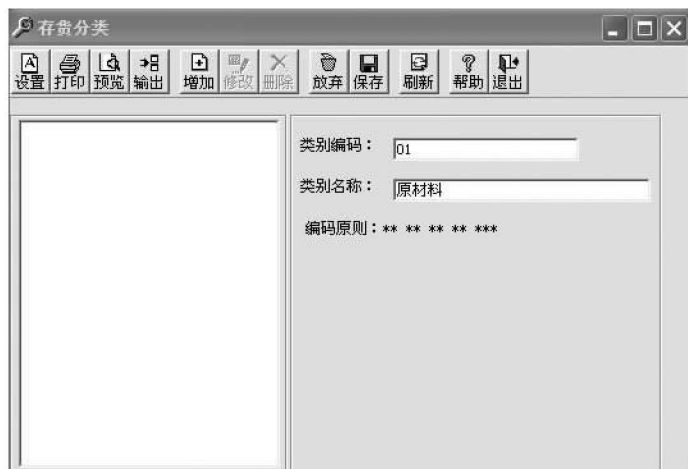 存货分类
设置 打印 预览 输出 增加 修改 删除 放弃 保存 刷新 帮助 退出
类别编码： 01
类别名称： 原材料
编码原则：** ** ** ** ***